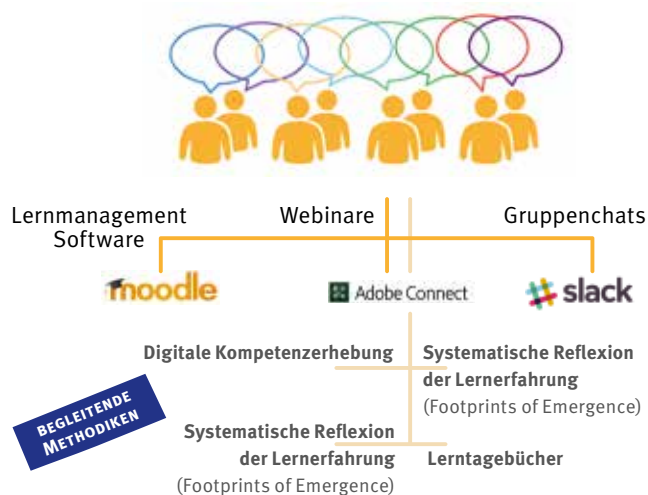 Lernmanagement
Software
Webinare
Gruppenchats
moodle
Adobe Connect
slack
Digitale Kompetenzerhebung
Systematische Reflexion
der Lernerfahrung
(Footprints of Emergence)
BEGLEITENDE
METHODIKEN
Systematische Reflexion
der Lernerfahrung
(Footprints of Emergence)
Lerntagebücher